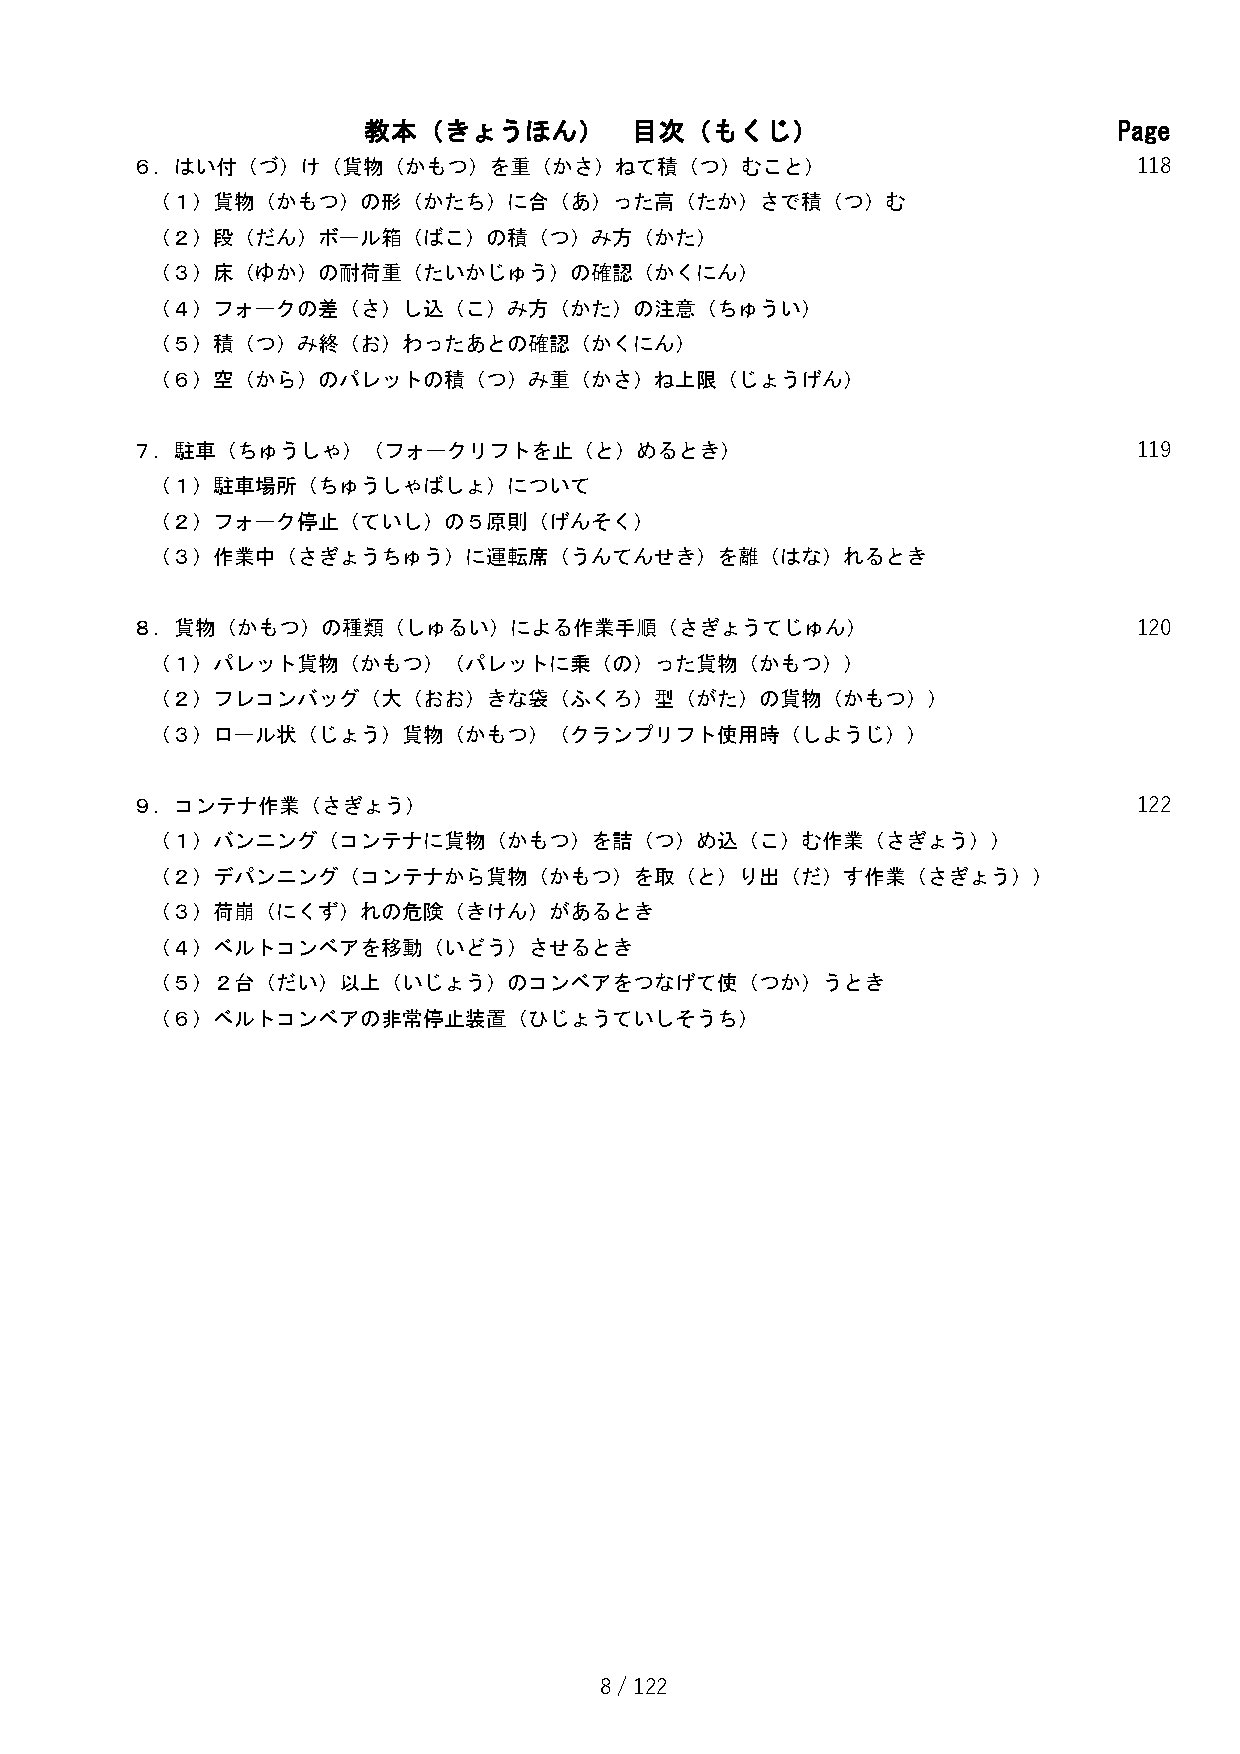 教本（きょうほん）　目次（もくじ）　Page
６．はい付（づ）け（貨物（かもつ）を重（かさ）ねて積（つ）むこと）　118
（１）貨物（かもつ）の形（かたち）に合（あ）った高（たか）さで積（つ）む
（２）段（だん）ボール箱（ばこ）の積（つ）み方（かた）
（３）床（ゆか）の耐荷重（たいかじゅう）の確認（かくにん）
（４）フォークの差（さ）し込（こ）み方（かた）の注意（ちゅうい）
（５）積（つ）み終（お）わったあとの確認（かくにん）
（６）空（から）のパレットの積（つ）み重（かさ）ね上限（じょうげん）
７．駐車（ちゅうしゃ）（フォークリフトを止（と）めるとき）　119
（１）駐車場所（ちゅうしゃばしょ）について
（２）フォーク停止（ていし）の５原則（げんそく）
（３）作業中（さぎょうちゅう）に運転席（うんてんせき）を離（はな）れるとき
８．貨物（かもつ）の種類（しゅるい）による作業手順（さぎょうてじゅん）　120
（１）パレット貨物（かもつ）（パレットに乗（の）った貨物（かもつ））
（２）フレコンバッグ（大（おお）きな袋（ふくろ）型（がた）の貨物（かもつ））
（３）ロール状（じょう）貨物（かもつ）（クランプリフト使用時（しようじ））
９．コンテナ作業（さぎょう）　122
（１）バンニング（コンテナに貨物（かもつ）を詰（つ）め込（こ）む作業（さぎょう））
（２）デバンニング（コンテナから貨物（かもつ）を取（と）り出（だ）す作業（さぎょう））
（３）荷崩（にくず）れの危険（きけん）があるとき
（４）ベルトコンベアを移動（いどう）させるとき
（５）２台（だい）以上（いじょう）のコンベアをつなげて使（つか）うとき
（６）ベルトコンベアの非常停止装置（ひじょうていしそうち）
8 / 122